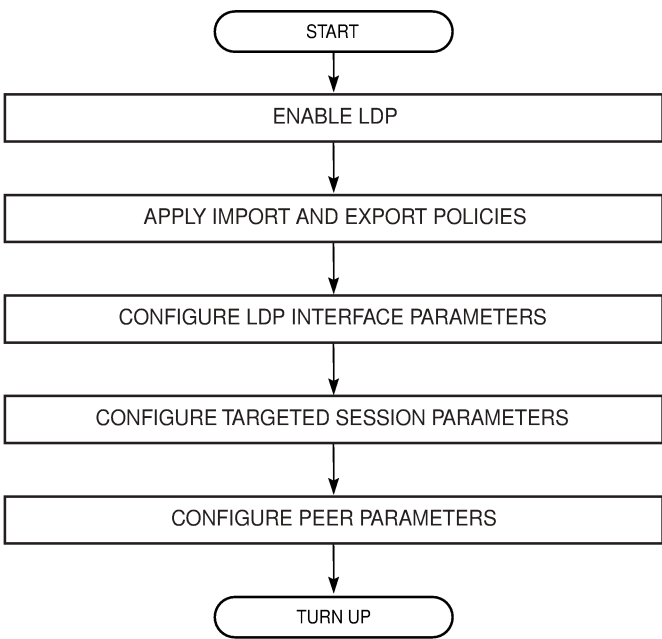 START
ENABLE LDP
APPLY IMPORT AND EXPORT POLICIES
CONFIGURE LDP INTERFACE PARAMETERS
CONFIGURE TARGETED SESSION PARAMETERS
CONFIGURE PEER PARAMETERS
TURN UP